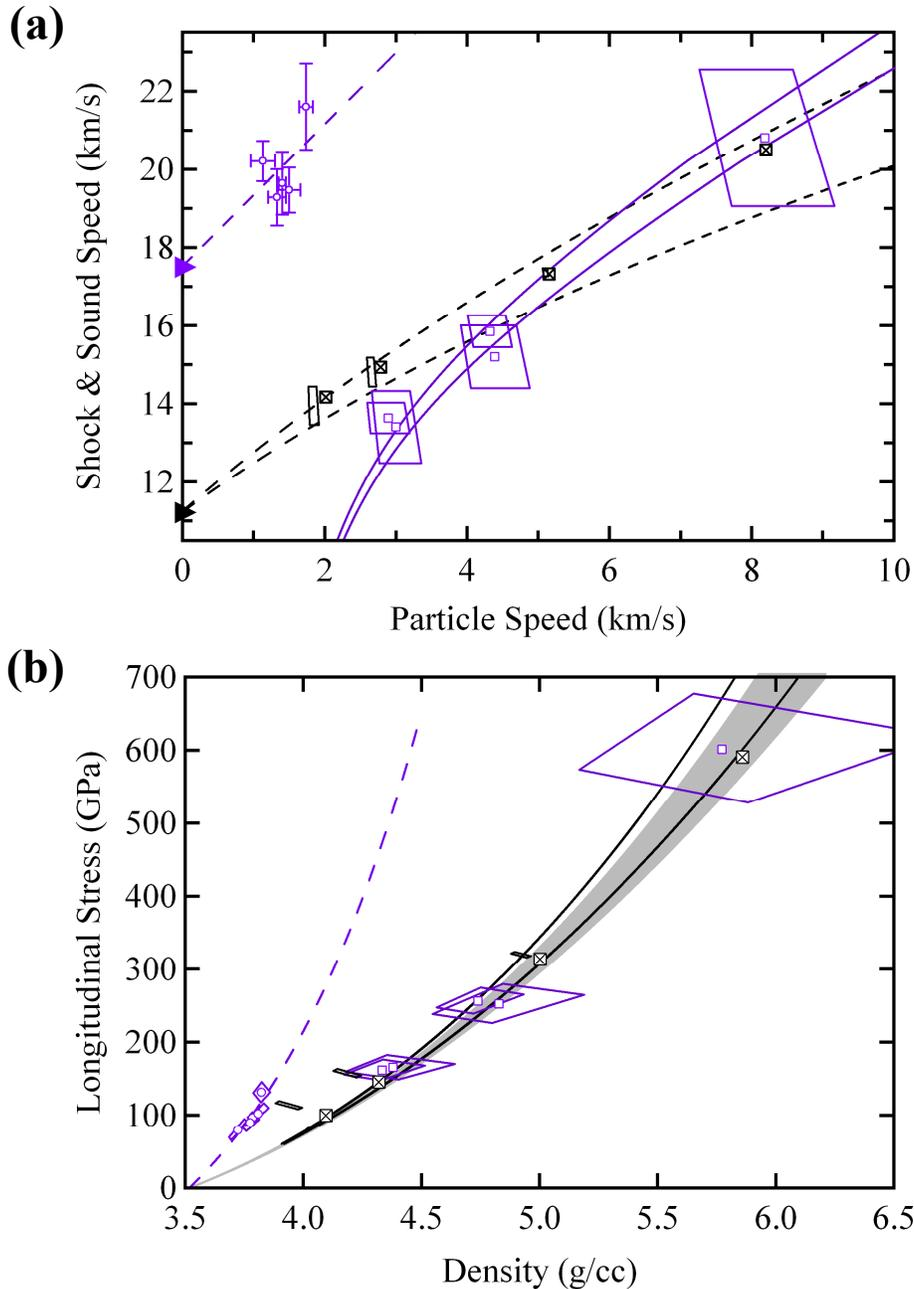 (a)
Shock & Sound Speed (km/s)
22
20
18
16
14
12
0 2 4 6 8 10
Particle Speed (km/s)
(b)
Longitudinal Stress (GPa)
700
600
500
400
300
200
100
0
3.5 4.0 4.5 5.0 5.5 6.0 6.5
Density (g/cc)